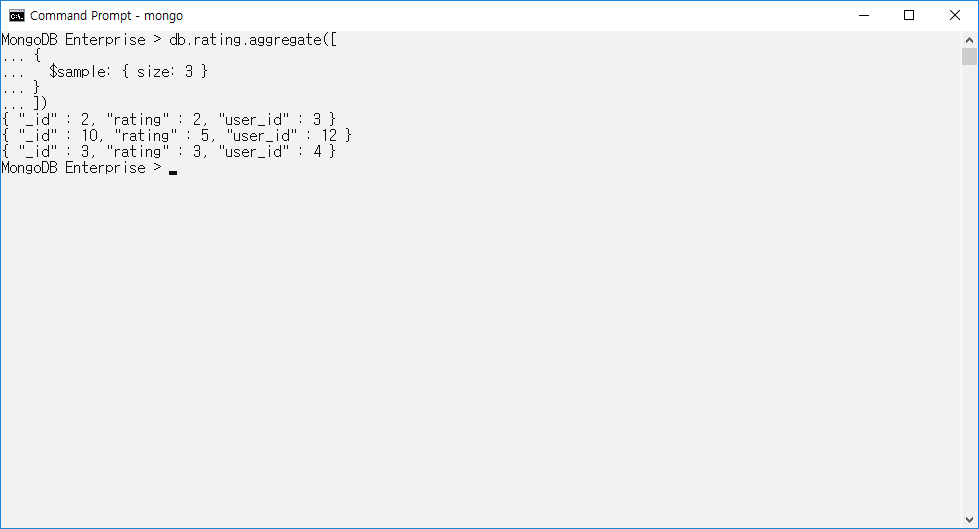 Command Prompt - mongo
MongoDB Enterprise > db.rating.aggregate([
... {
...   $sample: { size: 3 }
... }
... ])
{ "_id" : 2, "rating" : 2, "user_id" : 3 }
{ "_id" : 10, "rating" : 5, "user_id" : 12 }
{ "_id" : 3, "rating" : 3, "user_id" : 4 }
MongoDB Enterprise >